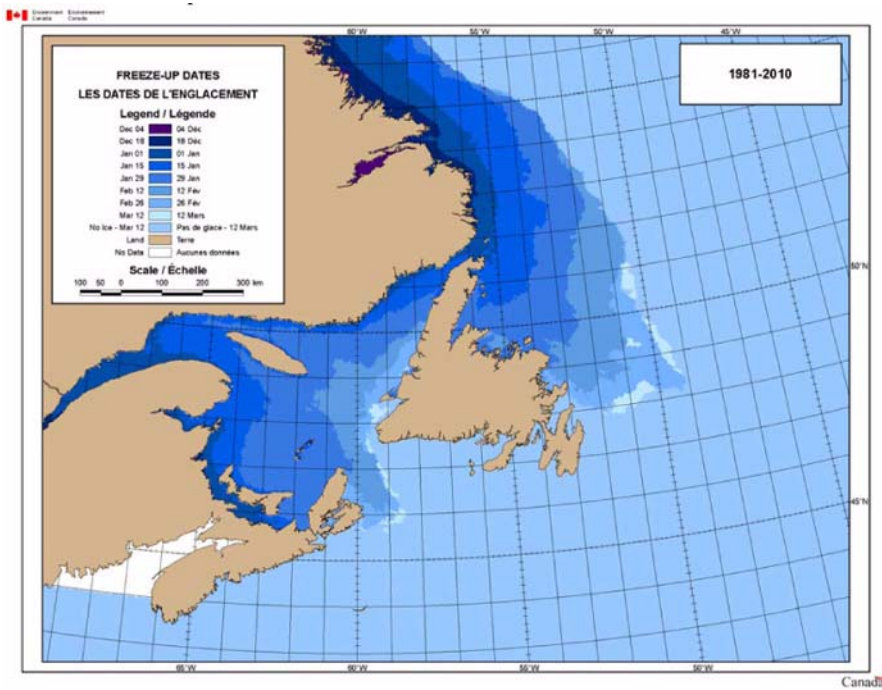 Environment Environnement
Canada Canada
60°W 55°W 50°W 45°W
FREEZE-UP DATES
LES DATES DE L'ENGLACEMENT
Legend / Légende
Dec 04 04 Déc
Dec 18 18 Déc
Jan 01 01 Jan
Jan 15 15 Jan
Jan 29 29 Jan
Feb 12 12 Fév
Feb 26 26 Fév
Mar 12 12 Mars
No Ice - Mar 12 Pas de glace - 12 Mars
Land Terre
No Data Aucunes données
Scale / Échelle
100 50 0 100 200 300 km
1981-2010
50°N
45°N
65°W 60°W 55°W 50°W
Canada